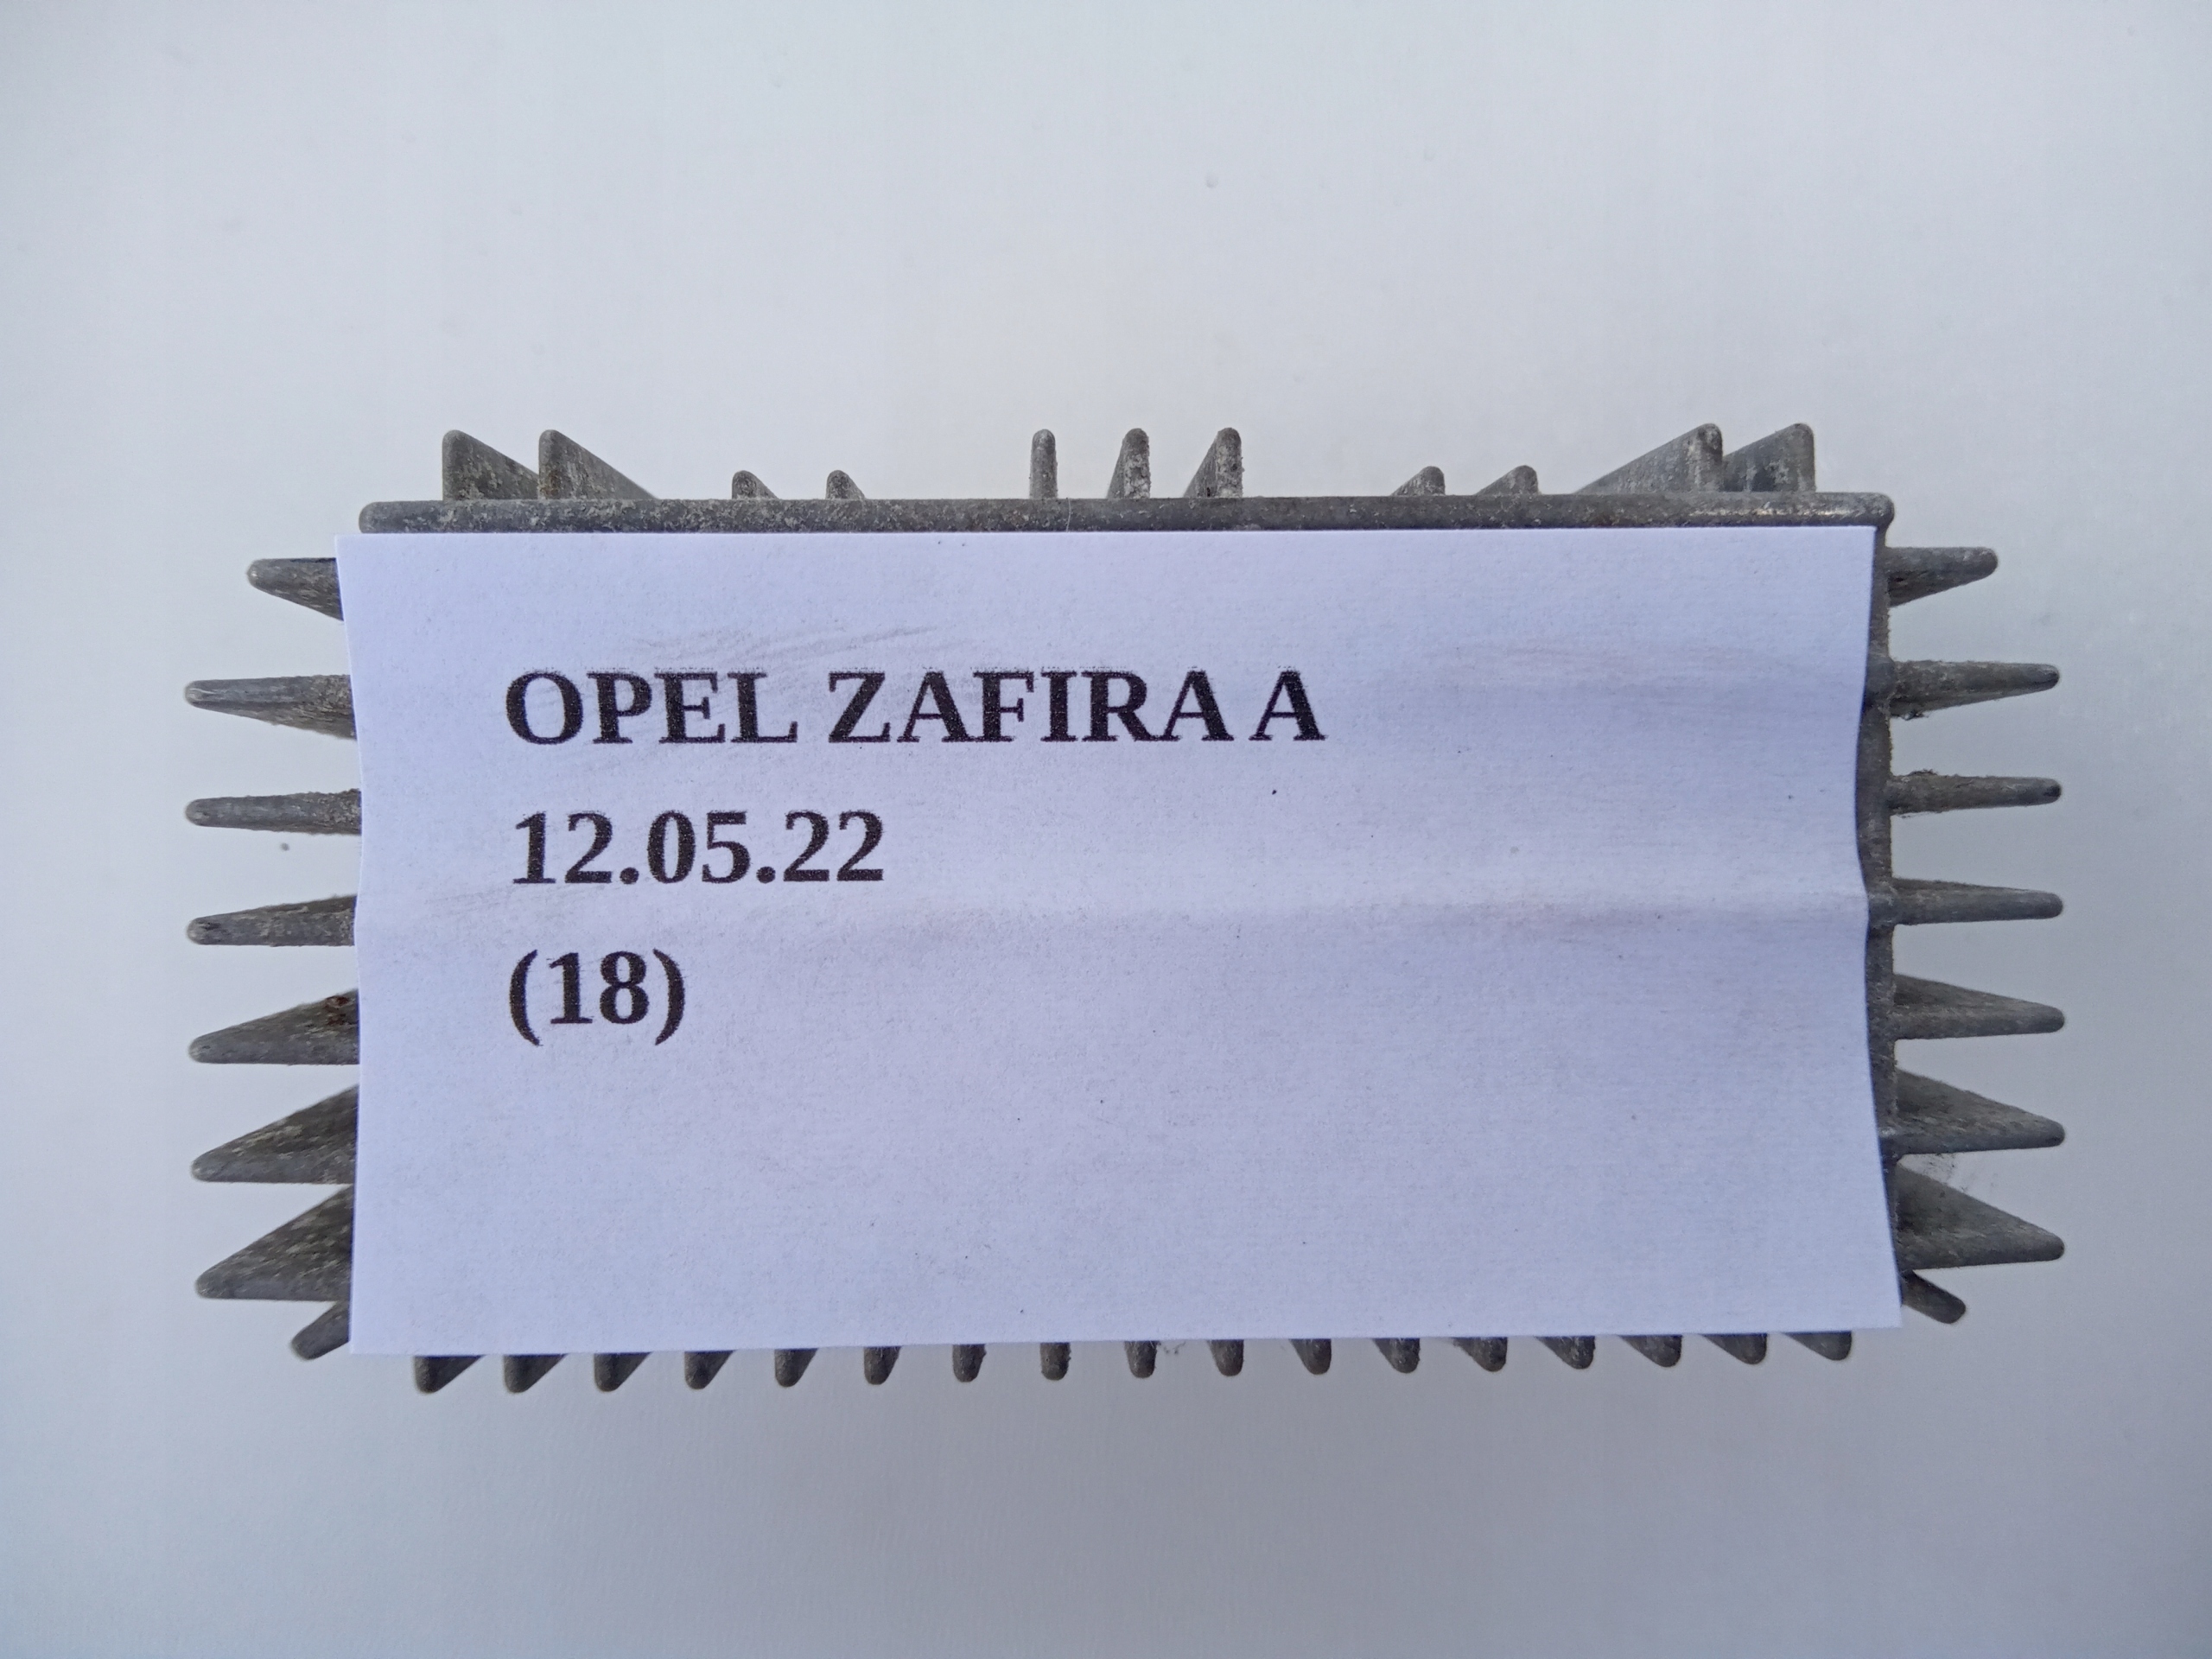 OPEL ZAFIRA A
12.05.22
(18)